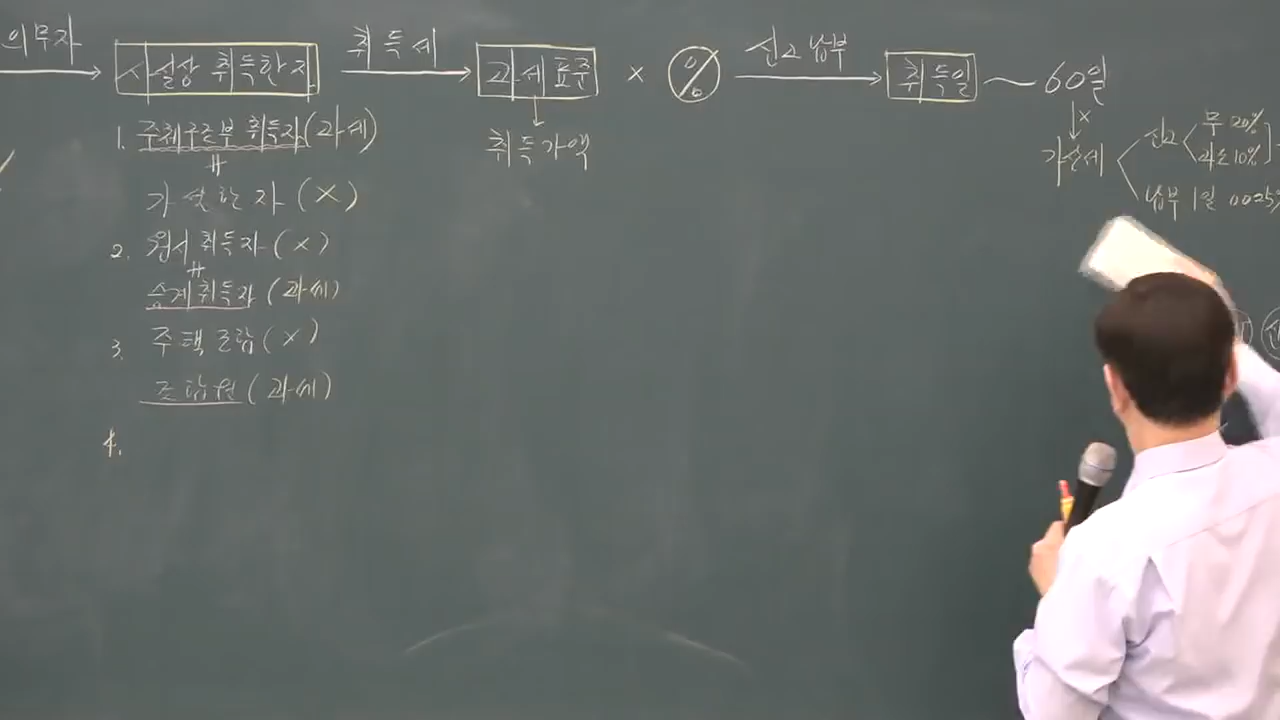 의무자 → 사실상 취득한 자 취득세 → 과세표준 × % 신고납부 → 취득일 ~ 60일
취득가액
↓×
가산세
신고 무 20%
과소 10%
납부 1일 0.025%
1. 주체구조부 취득자 (과세)
가설한 자 (×)
2. 원시취득자 (×)
승계취득자 (과세)
3. 주택조합 (×)
조합원 (과세)
4.